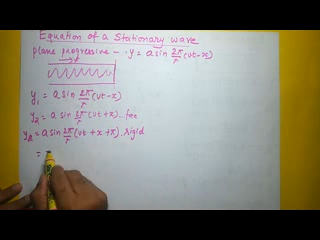 Equation of a Stationary wave
plane progressive - y = a sin 2π/r (vt-x)
y₁ = a sin 2π/r (vt-x)
y₂ = a sin 2π/r (vt+x) .. free
y₂ = a sin 2π/r (vt + x + π) . rigid
=